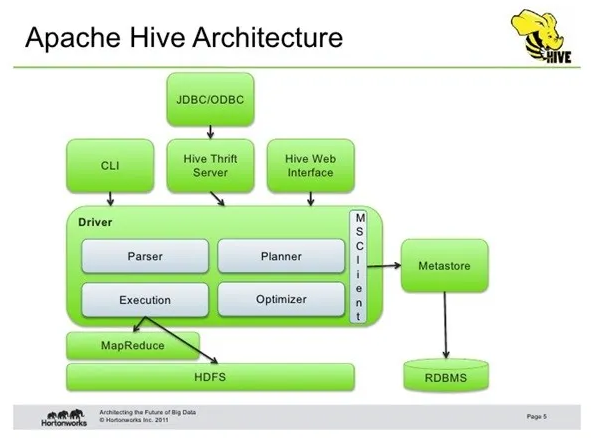 Apache Hive Architecture
HIVE
JDBC/ODBC
CLI
Hive Thrift
Server
Hive Web
Interface
Driver
MSClient
Parser
Planner
Execution
Optimizer
Metastore
MapReduce
HDFS
RDBMS
Hortonworks
Architecting the Future of Big Data
© Hortonworks Inc. 2011
Page 5